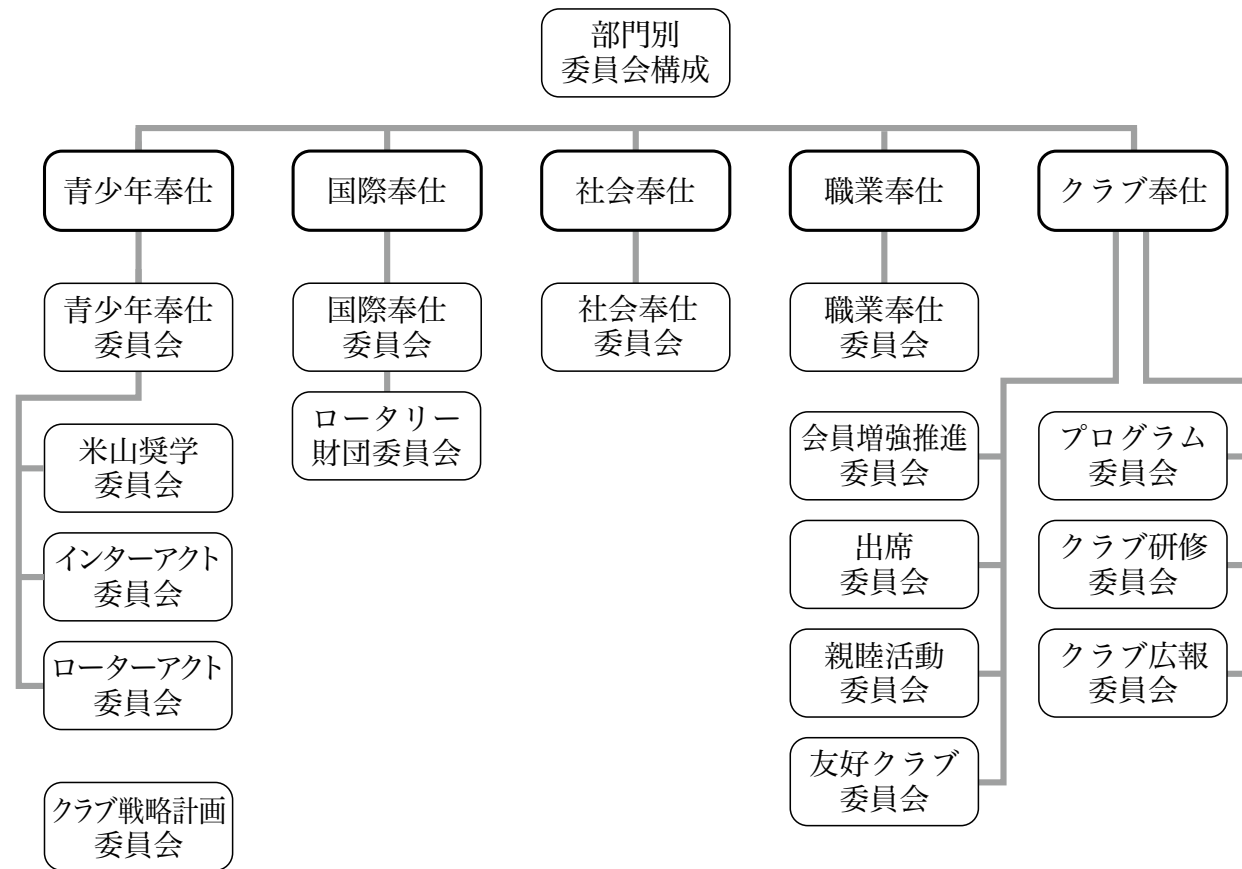 部門別
委員会構成
青少年奉仕
国際奉仕
社会奉仕
職業奉仕
クラブ奉仕
青少年奉仕
委員会
国際奉仕
委員会
社会奉仕
委員会
職業奉仕
委員会
ロータリー
財団委員会
米山奨学
委員会
インターアクト
委員会
ローターアクト
委員会
会員増強推進
委員会
出席
委員会
親睦活動
委員会
友好クラブ
委員会
プログラム
委員会
クラブ研修
委員会
クラブ広報
委員会
クラブ戦略計画
委員会